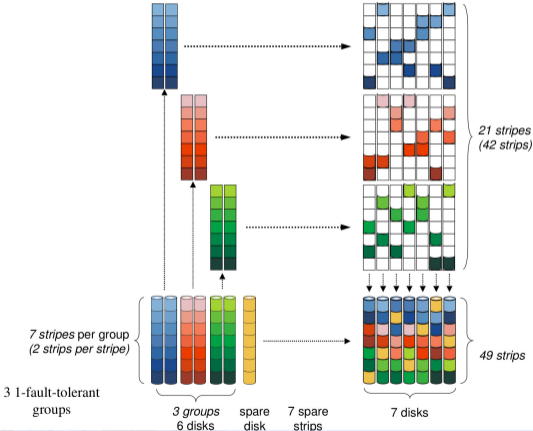 21 stripes
(42 strips)
7 stripes per group
(2 strips per stripe)
49 strips
3 1-fault-tolerant
groups
3 groups
6 disks
spare
disk
7 spare
strips
7 disks